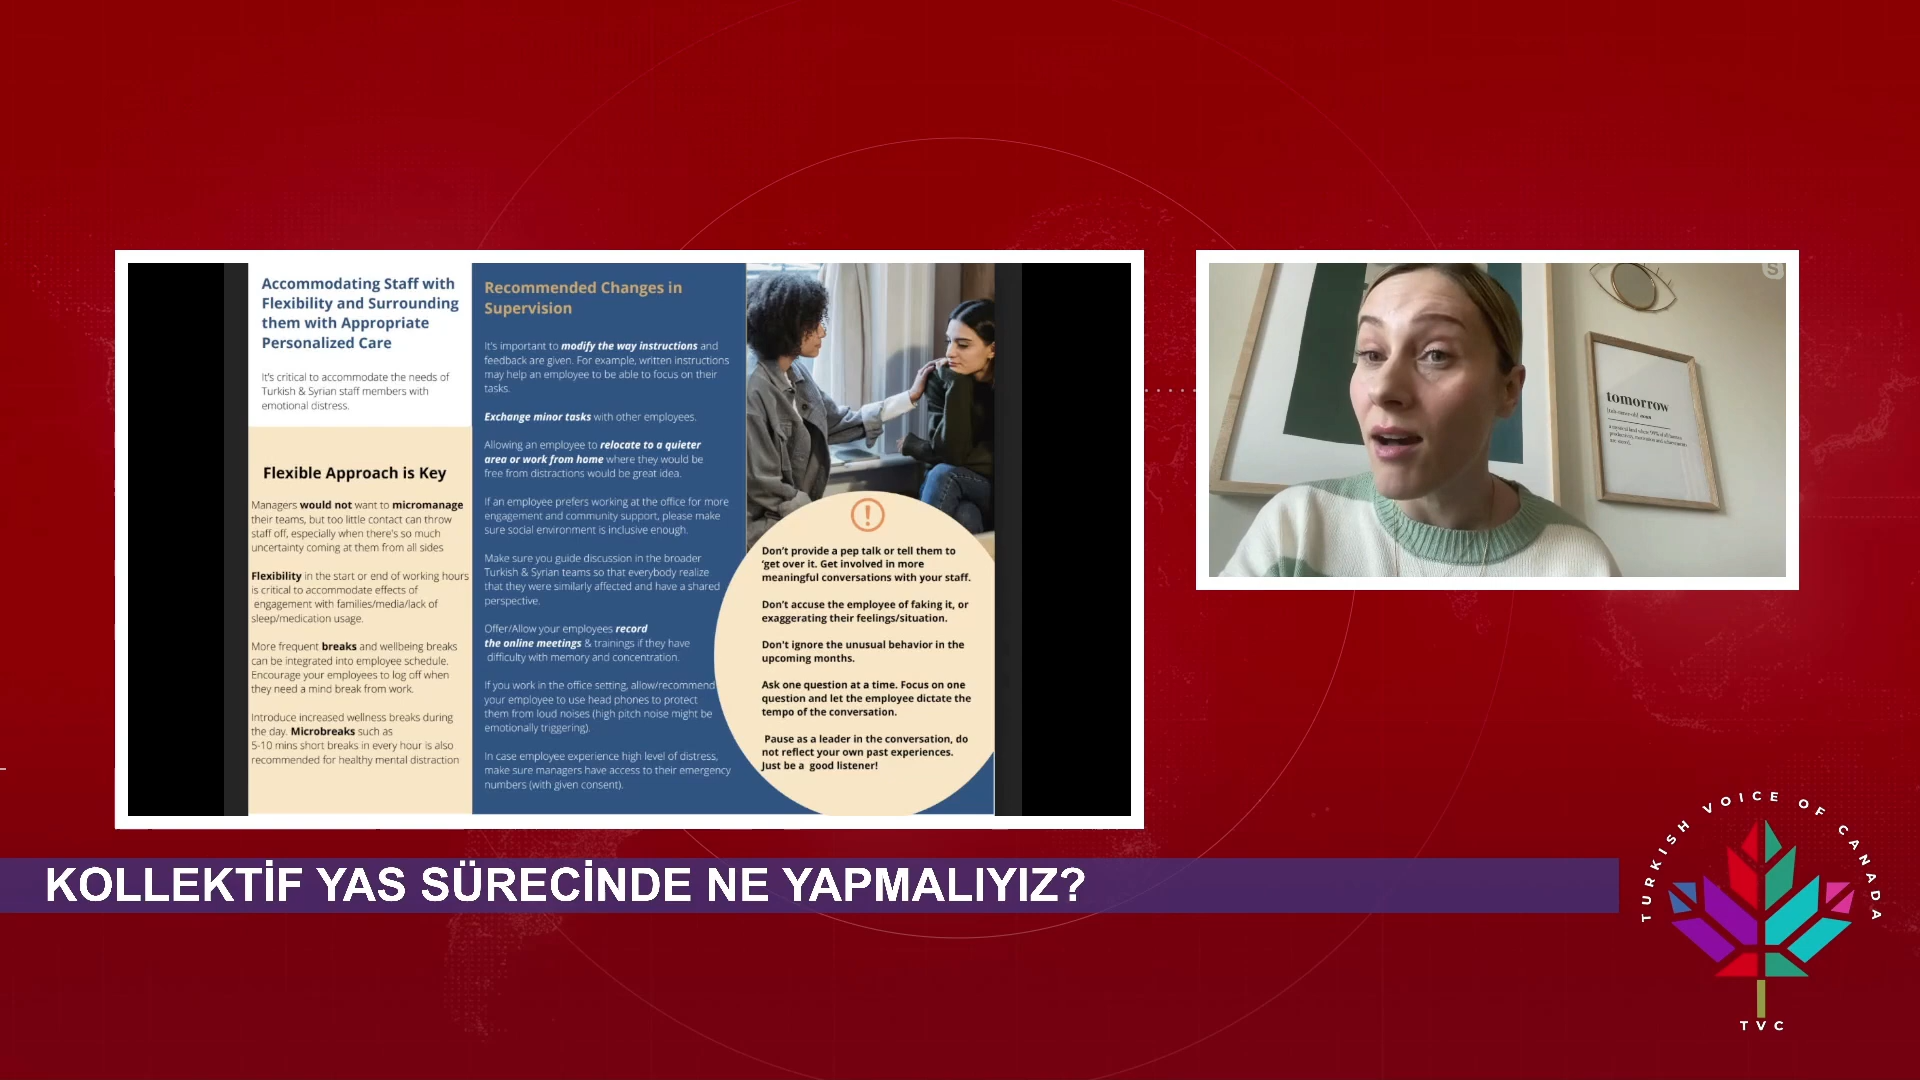 Accommodating Staff with
Flexibility and Surrounding
them with Appropriate
Personalized Care
It's critical to accommodate the needs of
Turkish & Syrian staff members with
emotional distress.
Flexible Approach is Key
Managers would not want to micromanage
their teams, but too little contact can throw
staff off, especially when there's so much
uncertainty coming at them from all sides
Flexibility in the start or end of working hours
is critical to accommodate effects of
engagement with families/media/lack of
sleep/medication usage.
More frequent breaks and wellbeing breaks
can be integrated into employee schedule.
Encourage your employees to log off when
they need a mind break from work.
Introduce increased wellness breaks during
the day. Microbreaks such as
5-10 mins short breaks in every hour is also
recommended for healthy mental distraction
Recommended Changes in
Supervision
It's important to modify the way instructions and
feedback are given. For example, written instructions
may help an employee to be able to focus on their
tasks.
Exchange minor tasks with other employees.
Allowing an employee to relocate to a quieter
area or work from home where they would be
free from distractions would be great idea.
If an employee prefers working at the office for more
engagement and community support, please make
sure social environment is inclusive enough.
Make sure you guide discussion in the broader
Turkish & Syrian teams so that everybody realize
that they were similarly affected and have a shared
perspective.
Offer/Allow your employees record
the online meetings & trainings if they have
difficulty with memory and concentration.
If you work in the office setting, allow/recommend
your employee to use head phones to protect
them from loud noises (high pitch noise might be
emotionally triggering).
In case employee experience high level of distress,
make sure managers have access to their emergency
numbers (with given consent).
!
Don't provide a pep talk or tell them to
'get over it. Get involved in more
meaningful conversations with your staff.
Don't accuse the employee of faking it, or
exaggerating their feelings/situation.
Don't ignore the unusual behavior in the
upcoming months.
Ask one question at a time. Focus on one
question and let the employee dictate the
tempo of the conversation.
Pause as a leader in the conversation, do
not reflect your own past experiences.
Just be a good listener!
S
tomorrow
KOLLEKTİF YAS SÜRECİNDE NE YAPMALIYIZ?
TURKISH VOICE OF CANADA
TVC